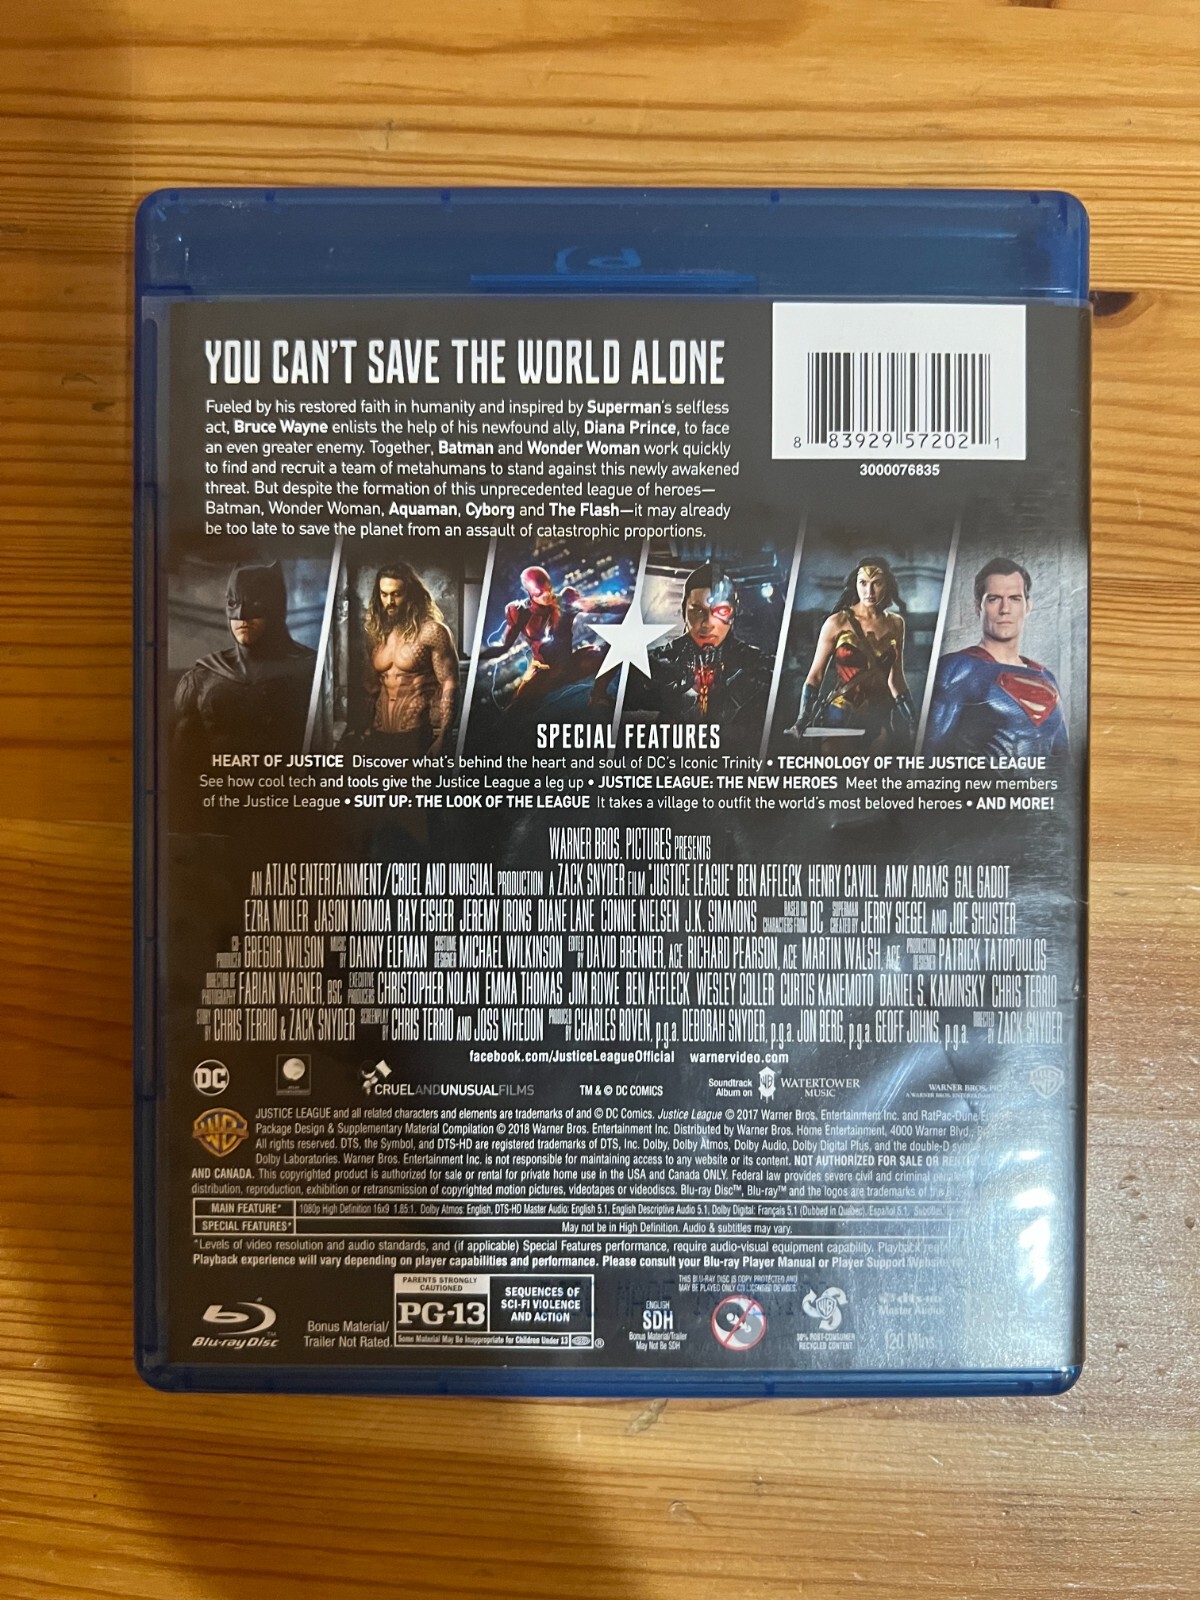 YOU CAN'T SAVE THE WORLD ALONE
Fueled by his restored faith in humanity and inspired by Superman's selfless
act, Bruce Wayne enlists the help of his newfound ally, Diana Prince, to face
an even greater enemy. Together, Batman and Wonder Woman work quickly
to find and recruit a team of metahumans to stand against this newly awakened
threat. But despite the formation of this unprecedented league of heroes—
Batman, Wonder Woman, Aquaman, Cyborg and The Flash—it may already
be too late to save the planet from an assault of catastrophic proportions.
8 83929 57202 1
3000076835
SPECIAL FEATURES
HEART OF JUSTICE Discover what's behind the heart and soul of DC's Iconic Trinity • TECHNOLOGY OF THE JUSTICE LEAGUE
See how cool tech and tools give the Justice League a leg up • JUSTICE LEAGUE: THE NEW HEROES Meet the amazing new members
of the Justice League • SUIT UP: THE LOOK OF THE LEAGUE It takes a village to outfit the world's most beloved heroes • AND MORE!
WARNER BROS. PICTURES PRESENTS
AN ATLAS ENTERTAINMENT/CRUEL AND UNUSUAL PRODUCTION A ZACK SNYDER FILM "JUSTICE LEAGUE" BEN AFFLECK HENRY CAVILL AMY ADAMS GAL GADOT
EZRA MILLER JASON MOMOA RAY FISHER JEREMY IRONS DIANE LANE CONNIE NIELSEN J.K. SIMMONS BASED ON CHARACTERS FROM DC SUPERMAN CREATED BY JERRY SIEGEL AND JOE SHUSTER
CO-PRODUCER GREGOR WILSON MUSIC BY DANNY ELFMAN COSTUME DESIGNER MICHAEL WILKINSON EDITED BY DAVID BRENNER, ACE RICHARD PEARSON, ACE MARTIN WALSH, ACE PRODUCTION DESIGNER PATRICK TATOPOULOS
DIRECTOR OF PHOTOGRAPHY FABIAN WAGNER, BSC EXECUTIVE PRODUCERS CHRISTOPHER NOLAN EMMA THOMAS JIM ROWE BEN AFFLECK WESLEY COLLER CURTIS KANEMOTO DANIEL S. KAMINSKY CHRIS TERRIO
STORY BY CHRIS TERRIO & ZACK SNYDER SCREENPLAY BY CHRIS TERRIO AND JOSS WHEDON PRODUCED BY CHARLES ROVEN, p.g.a. DEBORAH SNYDER, p.g.a. JON BERG, p.g.a. GEOFF JOHNS, p.g.a. DIRECTED BY ZACK SNYDER
facebook.com/JusticeLeagueOfficial warnervideo.com
DC CRUELANDUNUSUALFILMS TM & © DC COMICS Soundtrack Album on WATERTOWER MUSIC WARNER BROS.
JUSTICE LEAGUE and all related characters and elements are trademarks of and © DC Comics. Justice League © 2017 Warner Bros. Entertainment Inc. and RatPac-Dune
Package Design & Supplementary Material Compilation © 2018 Warner Bros. Entertainment Inc. Distributed by Warner Bros. Home Entertainment, 4000 Warner Blvd.,
All rights reserved. DTS, the Symbol, and DTS-HD are registered trademarks of DTS, Inc. Dolby, Dolby Atmos, Dolby Audio, Dolby Digital Plus, and the double-D
Dolby Laboratories. Warner Bros. Entertainment Inc. is not responsible for maintaining access to any website or its content. NOT AUTHORIZED FOR SALE OR
AND CANADA. This copyrighted product is authorized for sale or rental for private home use in the USA and Canada ONLY. Federal law provides severe civil and criminal
distribution, reproduction, exhibition or retransmission of copyrighted motion pictures, videotapes or videodiscs. Blu-ray Disc™, Blu-ray™ and the logos are trademarks of
MAIN FEATURE* 1080p High Definition 16x9 1.85:1, Dolby Atmos: English, DTS-HD Master Audio: English 5.1, English Descriptive Audio 5.1, Dolby Digital: Français 5.1 (Dubbed in Quebec), Español 5.1,
SPECIAL FEATURES* May not be in High Definition. Audio & subtitles may vary.
*Levels of video resolution and audio standards, and (if applicable) Special Features performance, require audio-visual equipment capability. Playback
Playback experience will vary depending on player capabilities and performance. Please consult your Blu-ray Player Manual or Player Support
Blu-ray Disc™
Bonus Material/
Trailer Not Rated
PARENTS STRONGLY CAUTIONED
PG-13
SEQUENCES OF
SCI-FI VIOLENCE
AND ACTION
Some Material May Be Inappropriate for Children Under 13 ®
ENGLISH
SDH
Bonus Material/Trailer
May Not Be SDH
THIS BLU-RAY DISC IS COPY PROTECTED AND
MAY BE PLAYED ONLY ON LICENSED DEVICES.
30% POST-CONSUMER
RECYCLED CONTENT
dts-HD
Master Audio
120 Mins.